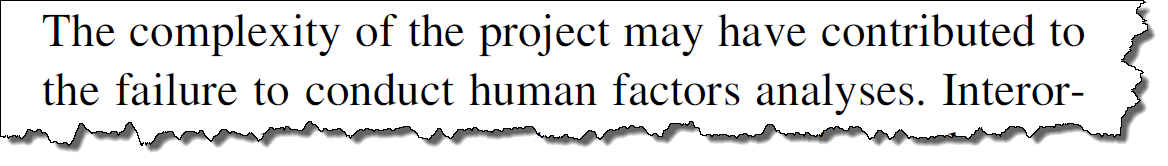 The complexity of the project may have contributed to
the failure to conduct human factors analyses. Interor-